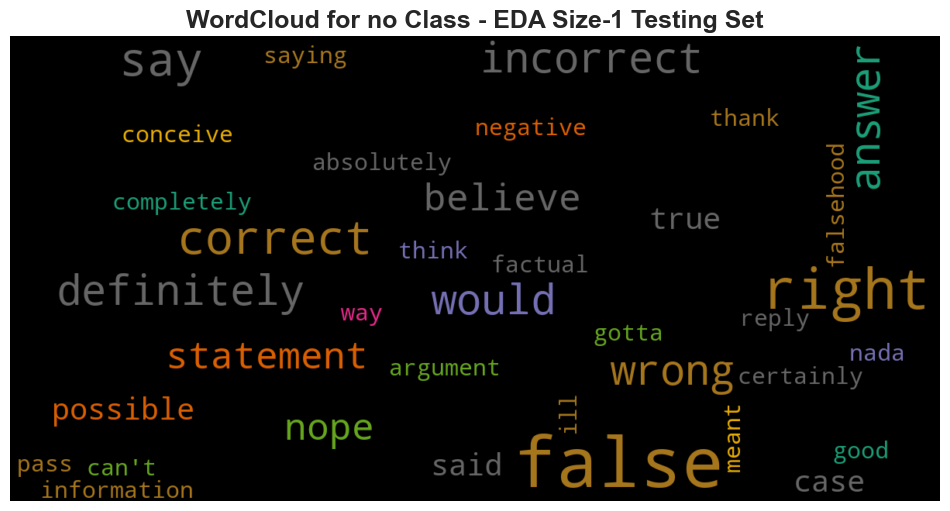 WordCloud for no Class - EDA Size-1 Testing Set
say
saying
incorrect
answer
conceive
negative
thank
absolutely
falsehood
completely
believe
true
correct
think
factual
definitely
would
right
way
reply
gotta
statement
argument
wrong
nada
certainly
possible
nope
ill
meant
false
good
pass
can't
said
case
information